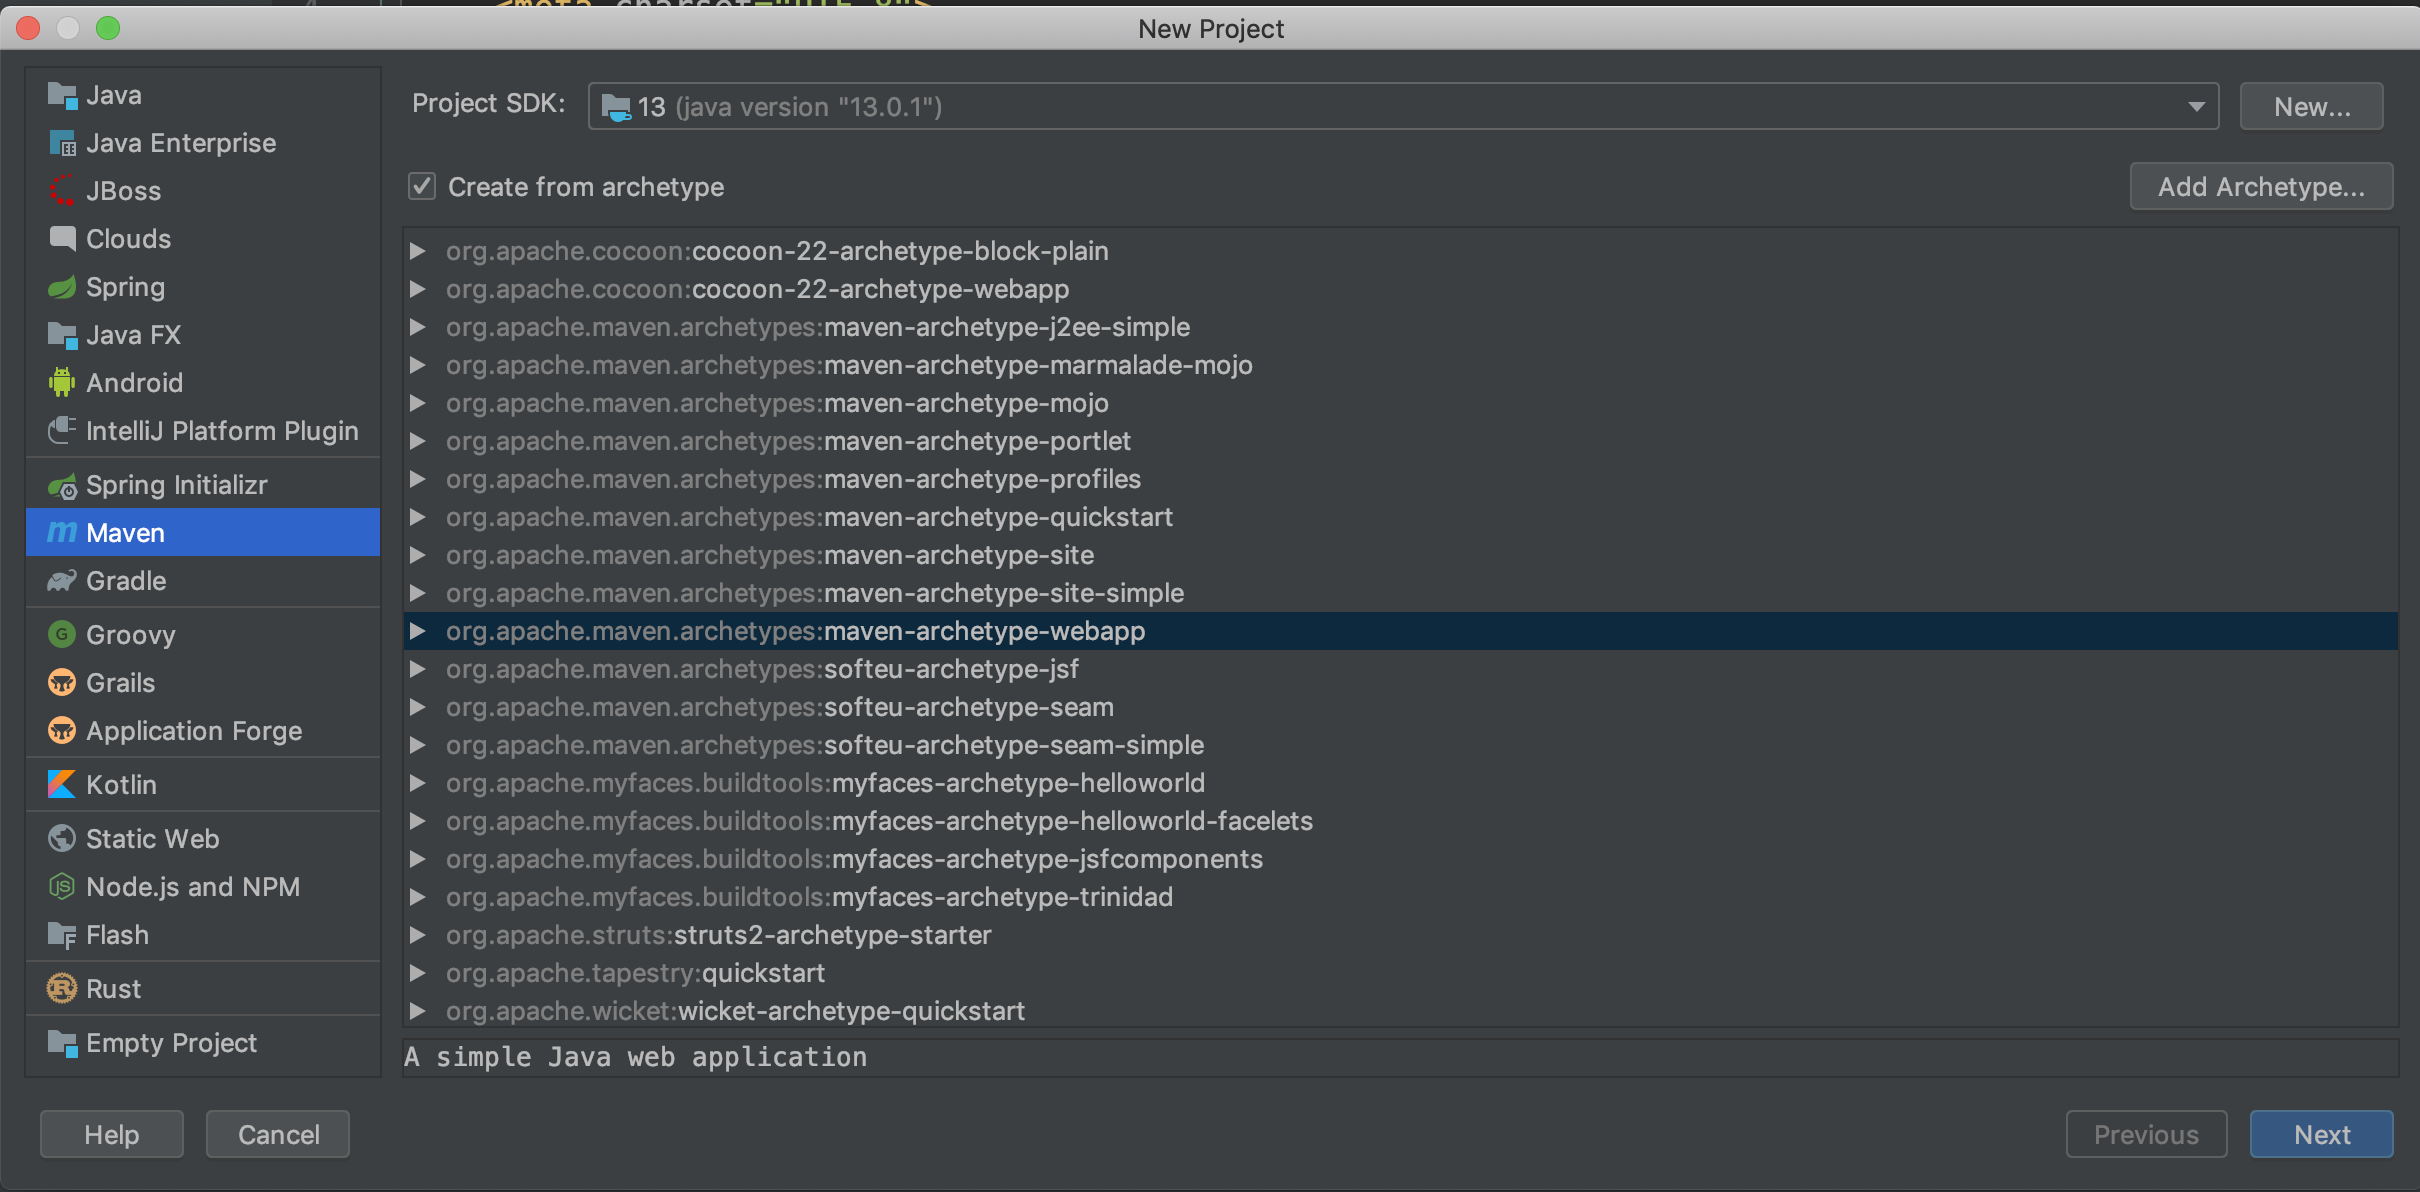 4 <meta charset="UTF-8">
New Project
Java
Java Enterprise
JBoss
Clouds
Spring
Java FX
Android
IntelliJ Platform Plugin
Spring Initializr
Maven
Gradle
Groovy
Grails
Application Forge
Kotlin
Static Web
Node.js and NPM
Flash
Rust
Empty Project
Project SDK: 13 (java version "13.0.1") New...
Create from archetype Add Archetype...
org.apache.cocoon:cocoon-22-archetype-block-plain
org.apache.cocoon:cocoon-22-archetype-webapp
org.apache.maven.archetypes:maven-archetype-j2ee-simple
org.apache.maven.archetypes:maven-archetype-marmalade-mojo
org.apache.maven.archetypes:maven-archetype-mojo
org.apache.maven.archetypes:maven-archetype-portlet
org.apache.maven.archetypes:maven-archetype-profiles
org.apache.maven.archetypes:maven-archetype-quickstart
org.apache.maven.archetypes:maven-archetype-site
org.apache.maven.archetypes:maven-archetype-site-simple
org.apache.maven.archetypes:maven-archetype-webapp
org.apache.maven.archetypes:softeu-archetype-jsf
org.apache.maven.archetypes:softeu-archetype-seam
org.apache.maven.archetypes:softeu-archetype-seam-simple
org.apache.myfaces.buildtools:myfaces-archetype-helloworld
org.apache.myfaces.buildtools:myfaces-archetype-helloworld-facelets
org.apache.myfaces.buildtools:myfaces-archetype-jsfcomponents
org.apache.myfaces.buildtools:myfaces-archetype-trinidad
org.apache.struts:struts2-archetype-starter
org.apache.tapestry:quickstart
org.apache.wicket:wicket-archetype-quickstart
A simple Java web application
Help Cancel Previous Next